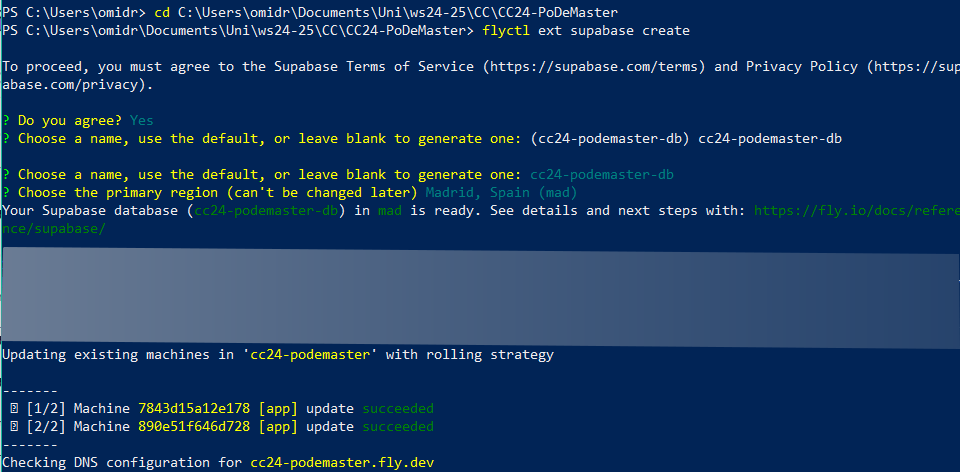 PS C:\Users\omidr> cd C:\Users\omidr\Documents\Uni\ws24-25\CC\CC24-PoDeMaster
PS C:\Users\omidr\Documents\Uni\ws24-25\CC\CC24-PoDeMaster> flyctl ext supabase create
To proceed, you must agree to the Supabase Terms of Service (https://supabase.com/terms) and Privacy Policy (https://sup
abase.com/privacy).
? Do you agree? Yes
? Choose a name, use the default, or leave blank to generate one: (cc24-podemaster-db) cc24-podemaster-db
? Choose a name, use the default, or leave blank to generate one: cc24-podemaster-db
? Choose the primary region (can't be changed later) Madrid, Spain (mad)
Your Supabase database (cc24-podemaster-db) in mad is ready. See details and next steps with: https://fly.io/docs/refere
nce/supabase/
Updating existing machines in 'cc24-podemaster' with rolling strategy
-------
[1/2] Machine 7843d15a12e178 [app] update succeeded
[2/2] Machine 890e51f646d728 [app] update succeeded
-------
Checking DNS configuration for cc24-podemaster.fly.dev